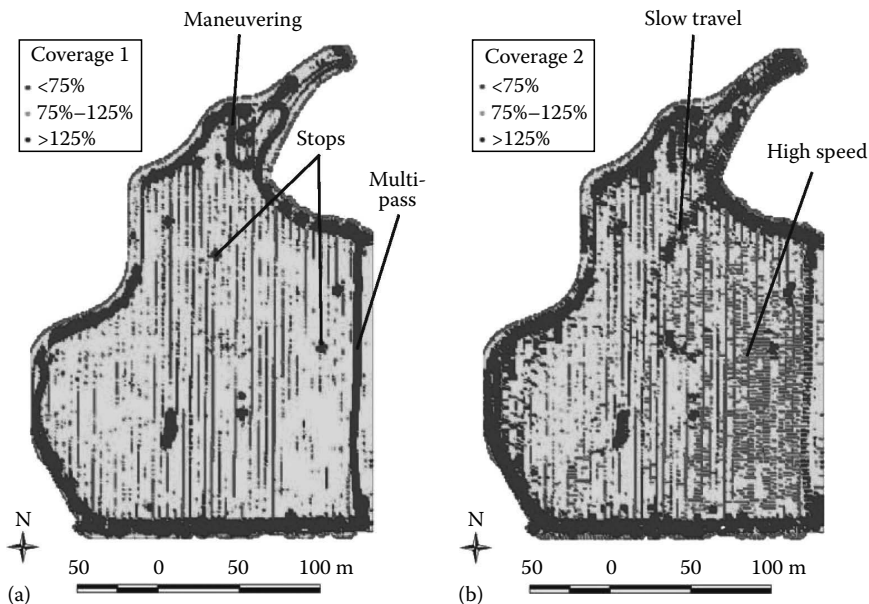 Maneuvering
Coverage 1
<75%
75%–125%
>125%
Stops
Multi-
pass
N
50 0 50 100 m
(a)
Slow travel
Coverage 2
<75%
75%–125%
>125%
High speed
N
50 0 50 100 m
(b)